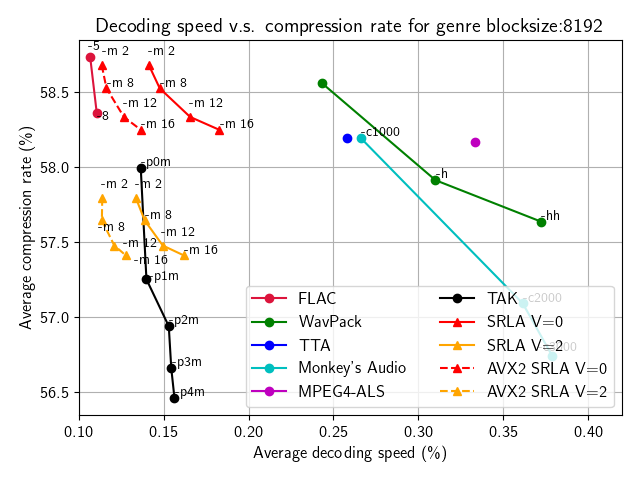 Decoding speed v.s. compression rate for genre blocksize:8192
Average compression rate (%)
58.5
58.0
57.5
57.0
56.5
-5
-8
-m 2
-m 8
-m 12
-m 16
-m 2
-m 8
-m 12
-m 16
-c1000
-h
-hh
-p0m
-p1m
-p2m
-p3m
-p4m
-m 2
-m 8
-m 12
-m 16
-m 2
-m 8
-m 12
-m 16
-c2000
FLAC
WavPack
TTA
Monkey's Audio
MPEG4-ALS
TAK
SRLA V=0
SRLA V=2
AVX2 SRLA V=0
AVX2 SRLA V=2
0.10 0.15 0.20 0.25 0.30 0.35 0.40
Average decoding speed (%)